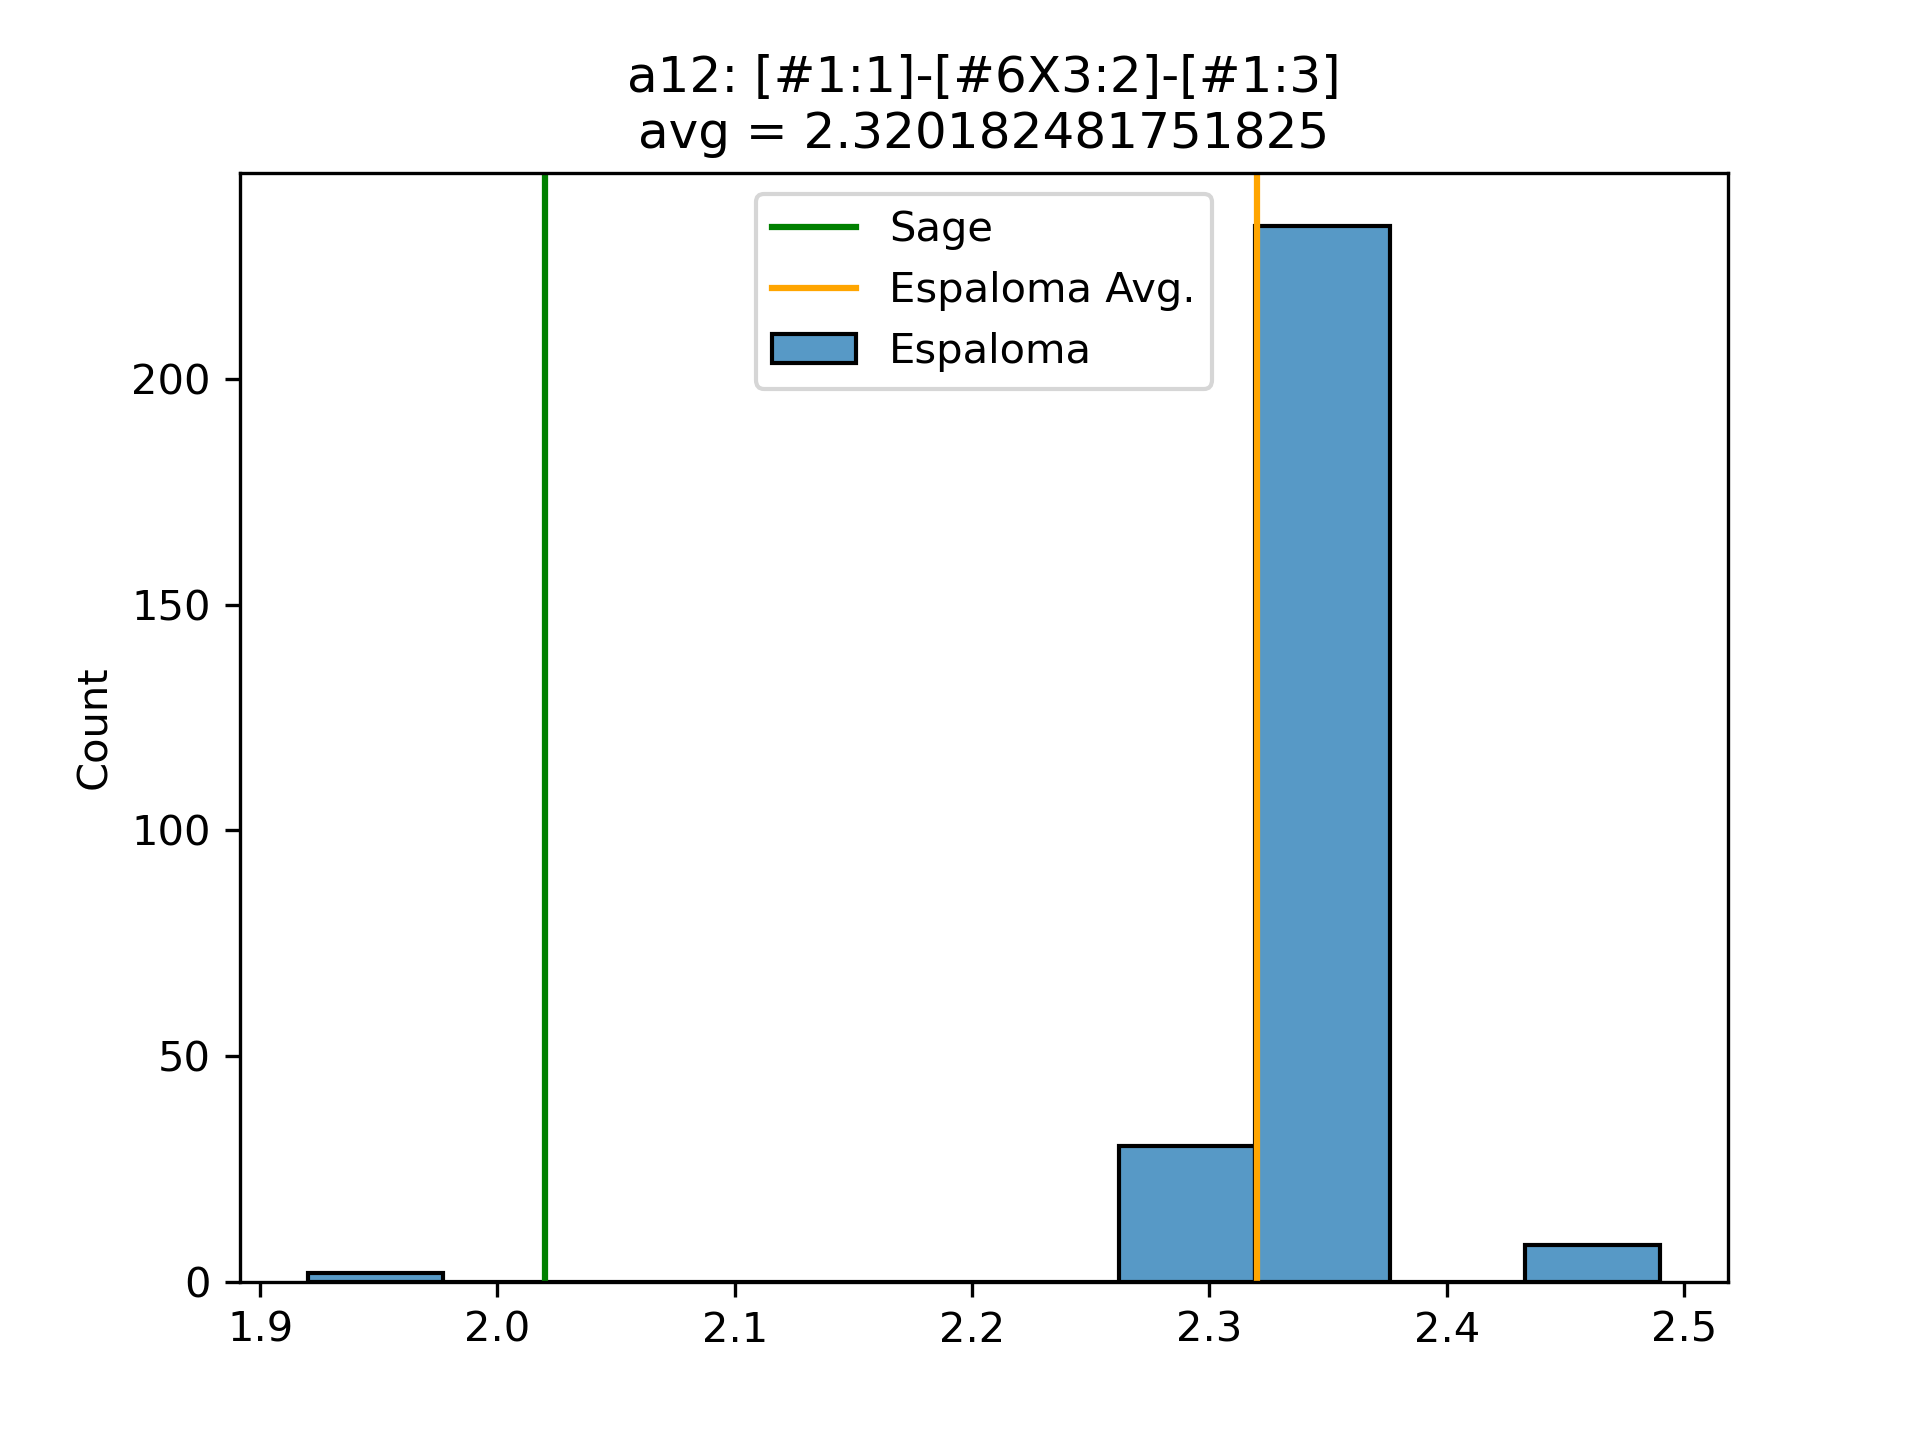 a12: [#1:1]-[#6X3:2]-[#1:3]
avg = 2.320182481751825
Sage
Espaloma Avg.
Espaloma
200
150
100
50
0
Count
1.9 2.0 2.1 2.2 2.3 2.4 2.5